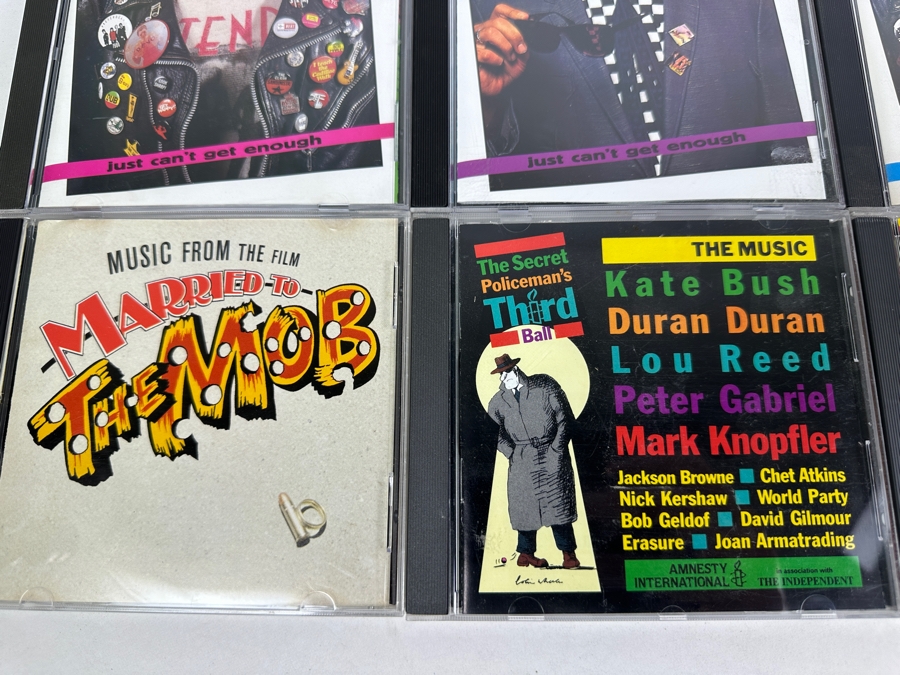 TEND
just can't get enough
just can't get enough
MUSIC FROM THE FILM
MARRIED TO
THE MOB
The Secret
Policeman's
Third
Ball
THE MUSIC
Kate Bush
Duran Duran
Lou Reed
Peter Gabriel
Mark Knopfler
Jackson Browne ■ Chet Atkins
Nick Kershaw ■ World Party
Bob Geldof ■ David Gilmour
Erasure ■ Joan Armatrading
AMNESTY
INTERNATIONAL
in association with
THE INDEPENDENT